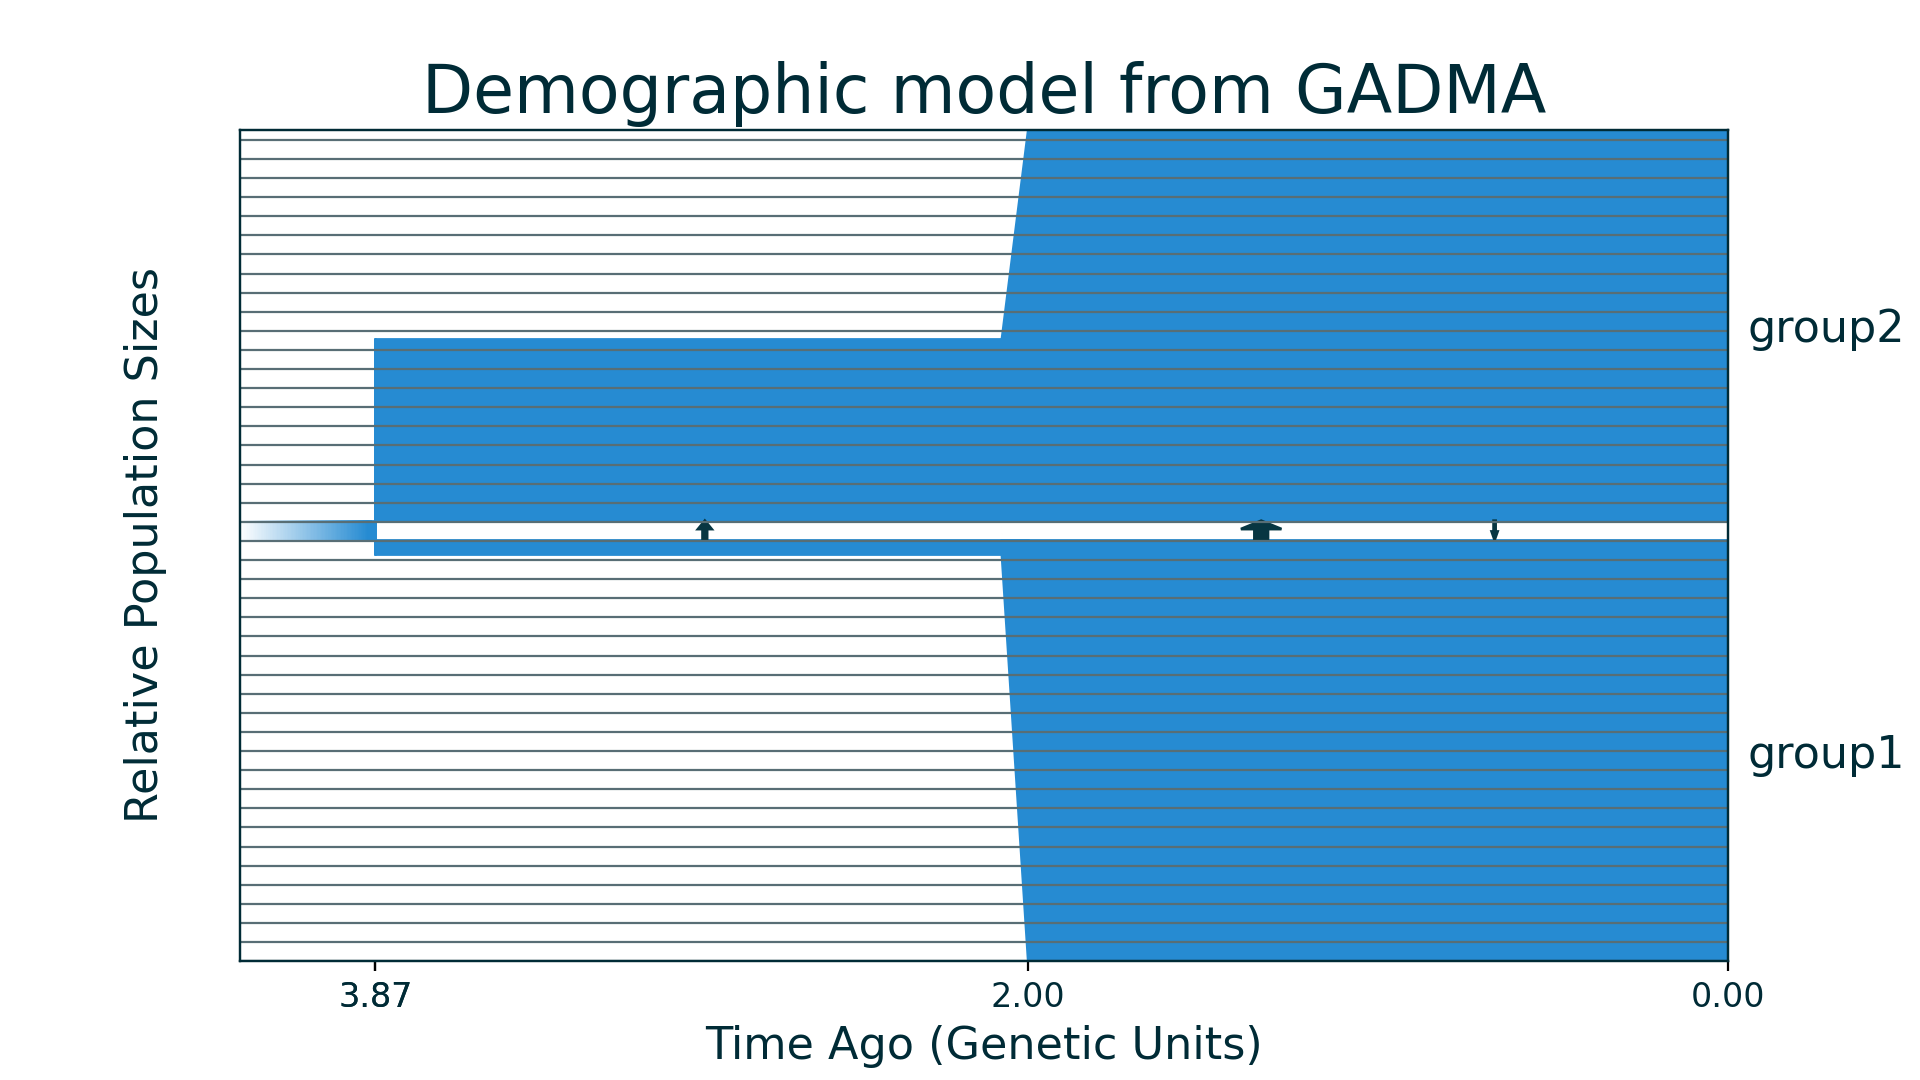 Demographic model from GADMA
Relative Population Sizes
group2
group1
3.87
2.00
0.00
Time Ago (Genetic Units)